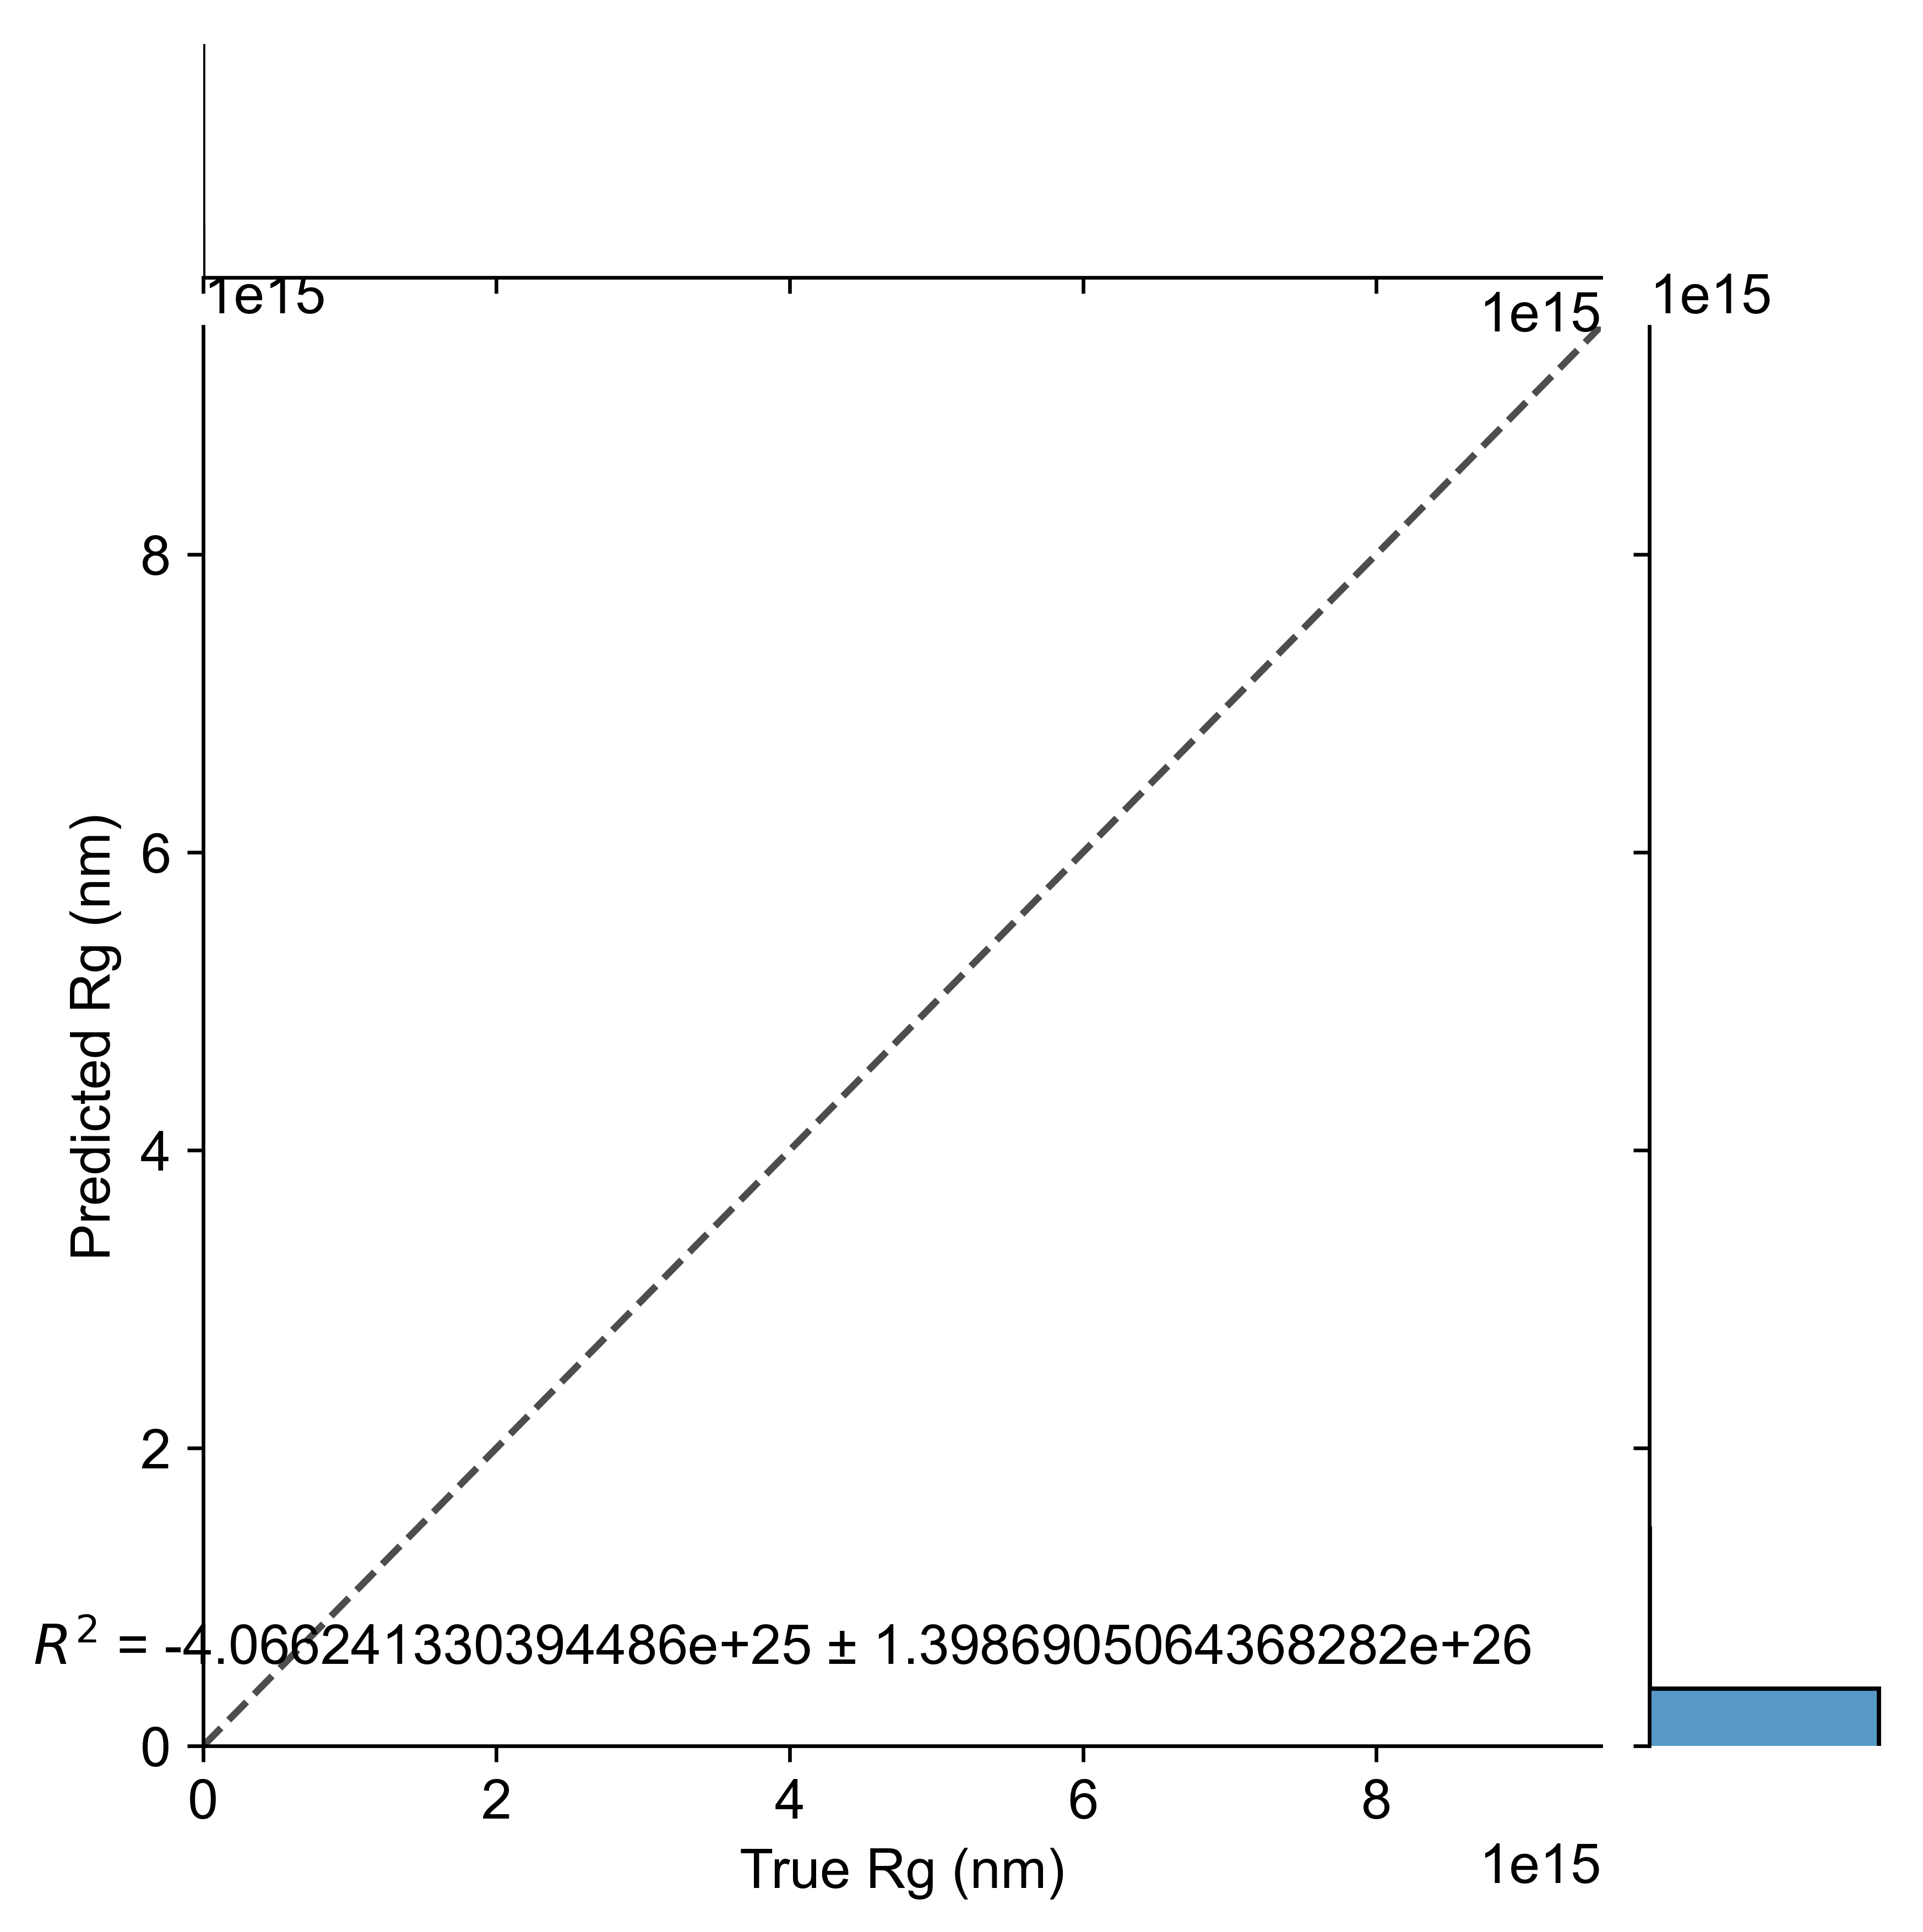 1e15
1e15
1e15
8
6
4
2
0
Predicted Rg (nm)
R² = -4.066241330394486e+25 ± 1.3986905064368282e+26
0 2 4 6 8
True Rg (nm)
1e15